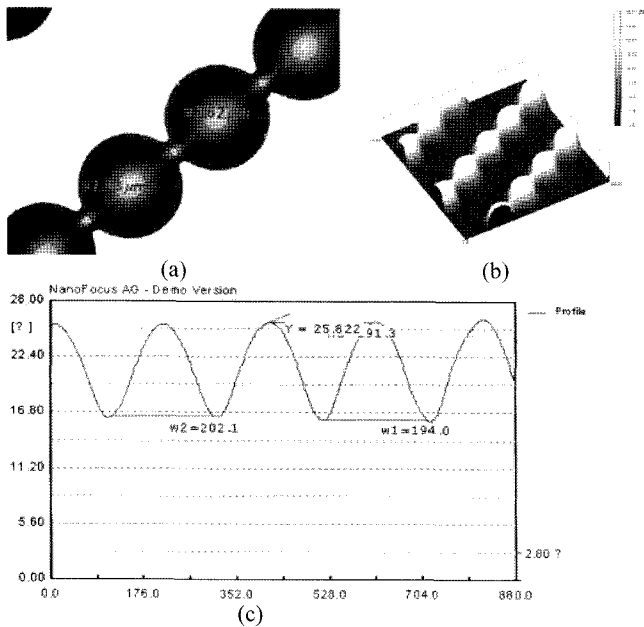 (a)
(b)
NanoFocus AG - Demo Version
28.00
[?]
22.40
16.80
11.20
5.60
0.00
Y = 25.822
91.3
w2=202.1
w1=194.0
Profile
2.80 ?
0.0 176.0 352.0 528.0 704.0 880.0
(c)